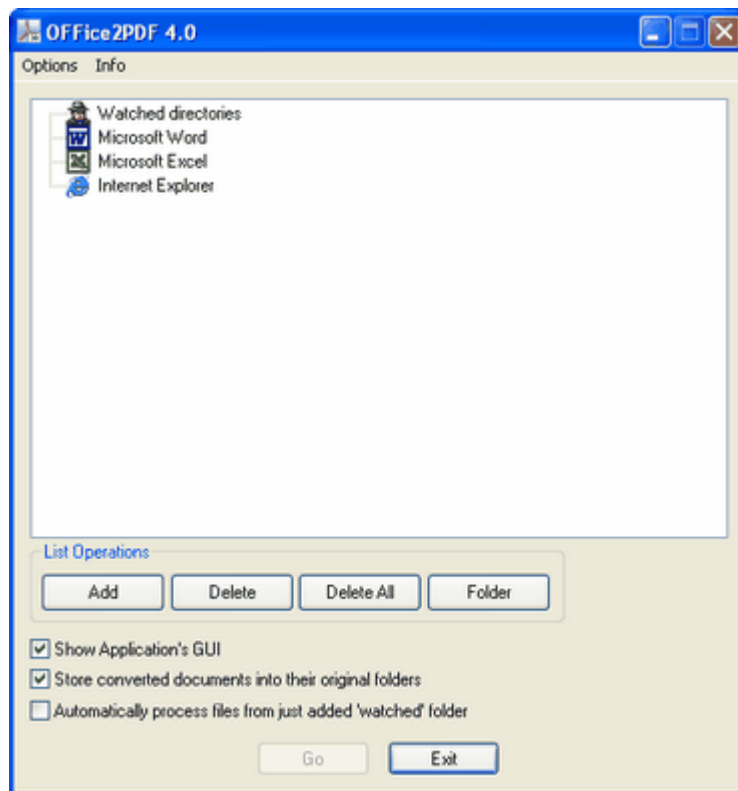 OFFice2PDF 4.0
Options Info
Watched directories
Microsoft Word
Microsoft Excel
Internet Explorer
List Operations
Add Delete Delete All Folder
Show Application's GUI
Store converted documents into their original folders
Automatically process files from just added 'watched' folder
Go Exit